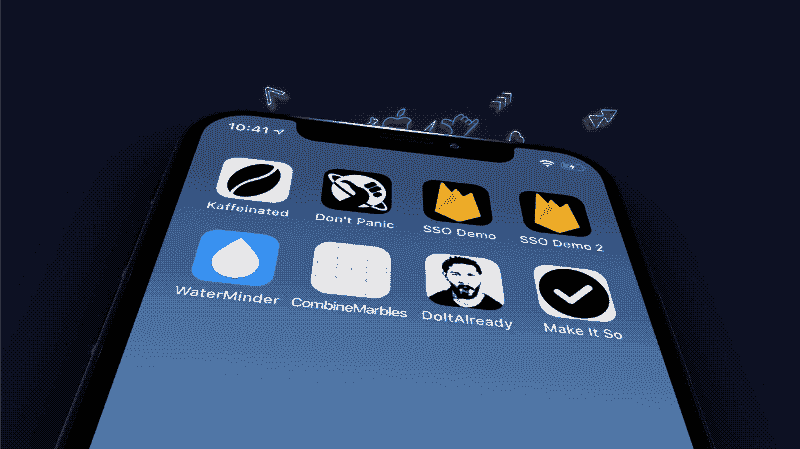 10:41
Kaffeinated
Don't Panic
SSO Demo
SSO Demo 2
WaterMinder
CombineMarbles
DoItAlready
Make It So